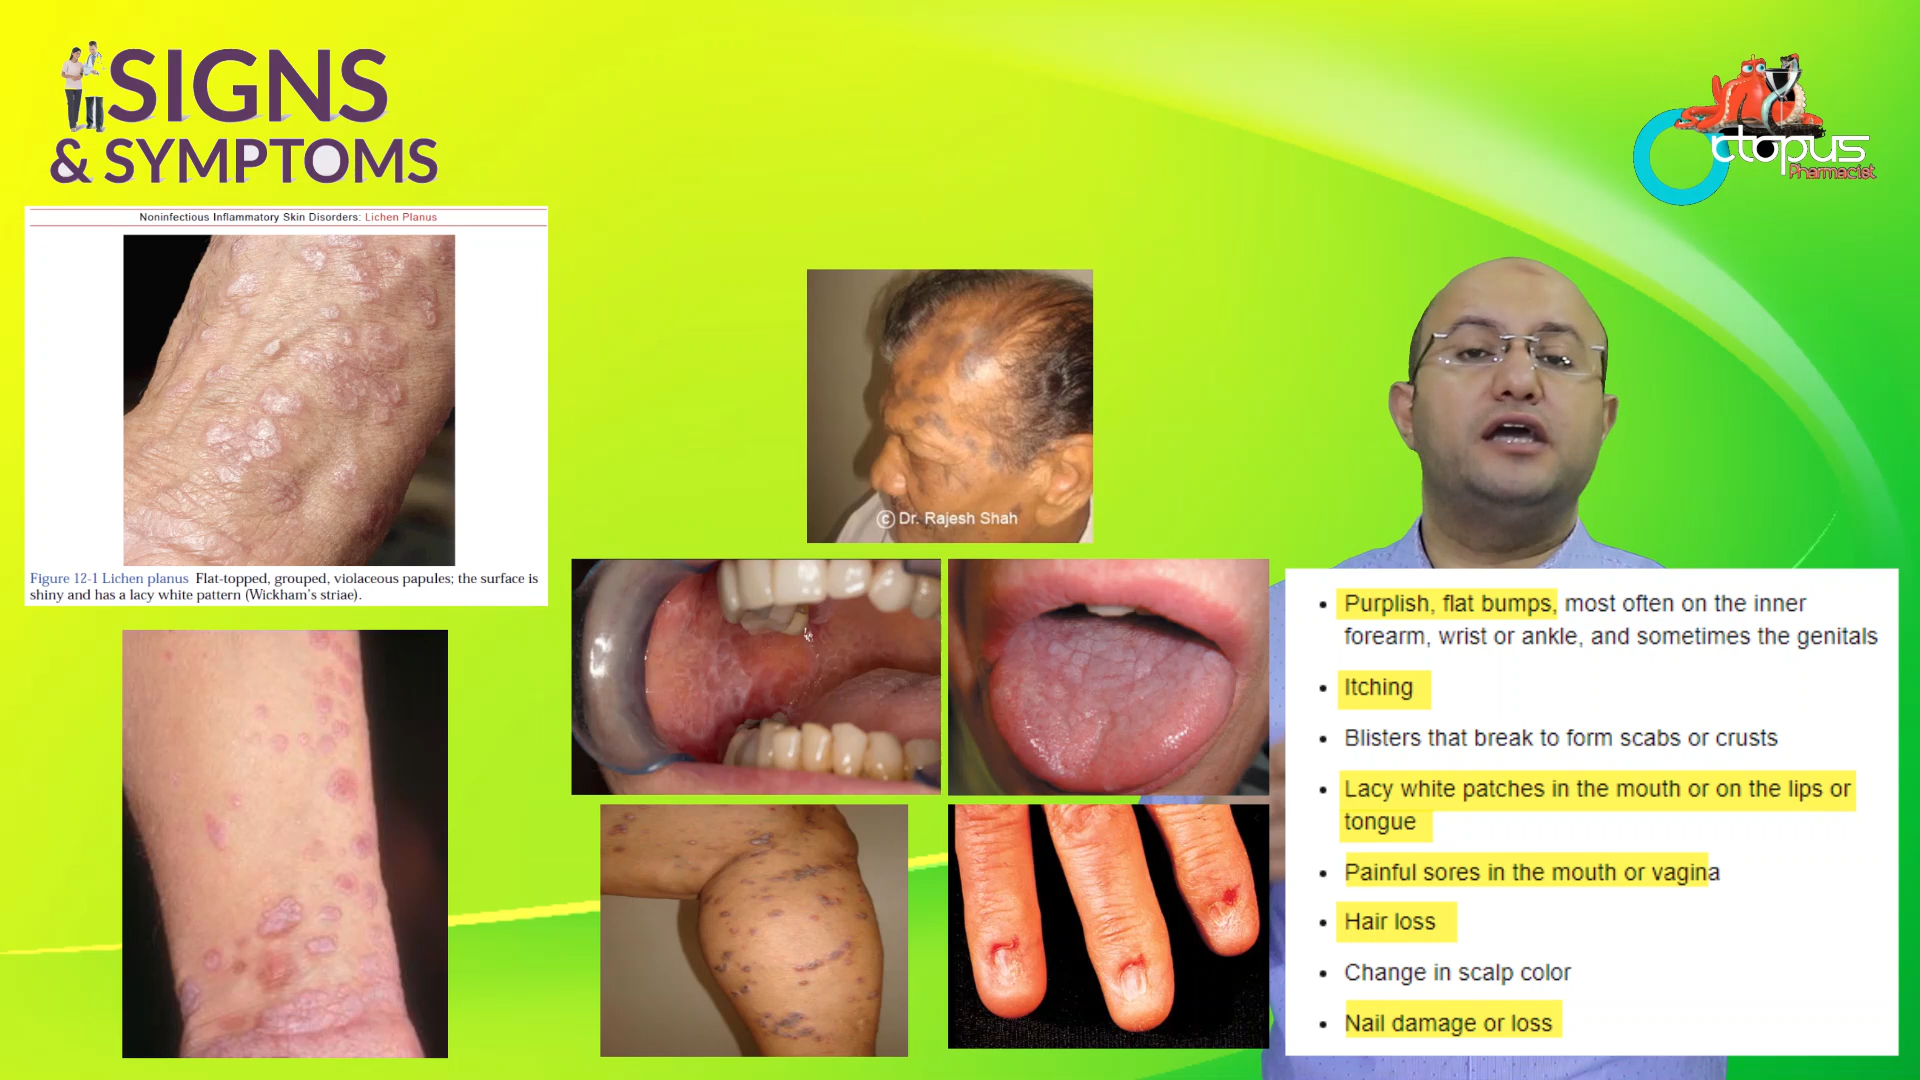 SIGNS
& SYMPTOMS
ctopus
Pharmacist
Noninfectious Inflammatory Skin Disorders: Lichen Planus
Figure 12-1 Lichen planus Flat-topped, grouped, violaceous papules; the surface is
shiny and has a lacy white pattern (Wickham's striae).
© Dr. Rajesh Shah
• Purplish, flat bumps, most often on the inner
forearm, wrist or ankle, and sometimes the genitals
• Itching
• Blisters that break to form scabs or crusts
• Lacy white patches in the mouth or on the lips or
tongue
• Painful sores in the mouth or vagina
• Hair loss
• Change in scalp color
• Nail damage or loss